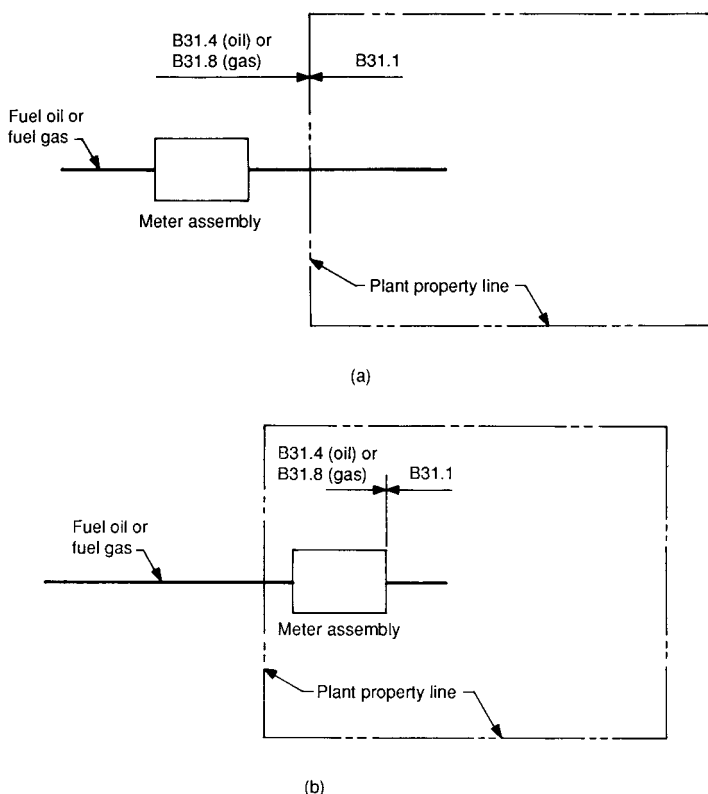 B31.4 (oil) or
B31.8 (gas)
B31.1
Fuel oil or
fuel gas
Meter assembly
Plant property line
(a)
B31.4 (oil) or
B31.8 (gas)
B31.1
Fuel oil or
fuel gas
Meter assembly
Plant property line
(b)